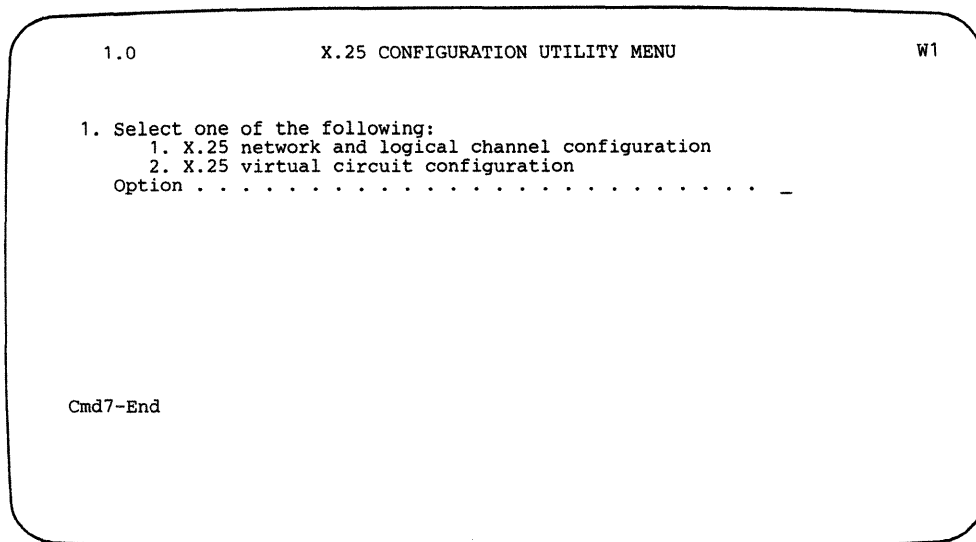 1.0 X.25 CONFIGURATION UTILITY MENU W1
1. Select one of the following:
1. X.25 network and logical channel configuration
2. X.25 virtual circuit configuration
Option . . . . . . . . . . . . . . . . . . . . . . . . . _
Cmd7-End